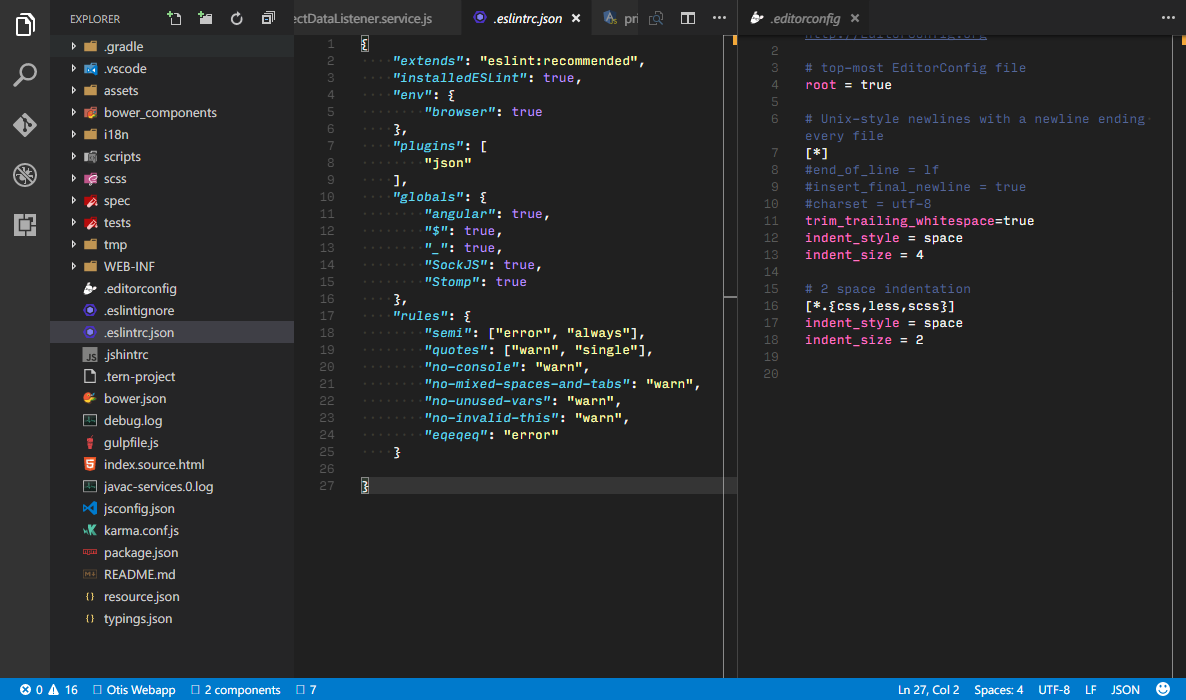 EXPLORER
.gradle
.vscode
assets
bower_components
i18n
scripts
scss
spec
tests
tmp
WEB-INF
.editorconfig
.eslintignore
.eslintrc.json
.jshintrc
.tern-project
bower.json
debug.log
gulpfile.js
index.source.html
javac-services.0.log
jsconfig.json
karma.conf.js
package.json
README.md
resource.json
typings.json
ectDataListener.service.js
.eslintrc.json
pri
1 {
2 "extends": "eslint:recommended",
3 "installedESLint": true,
4 "env": {
5 "browser": true
6 },
7 "plugins": [
8 "json"
9 ],
10 "globals": {
11 "angular": true,
12 "$": true,
13 "_": true,
14 "SockJS": true,
15 "Stomp": true
16 },
17 "rules": {
18 "semi": ["error", "always"],
19 "quotes": ["warn", "single"],
20 "no-console": "warn",
21 "no-mixed-spaces-and-tabs": "warn",
22 "no-unused-vars": "warn",
23 "no-invalid-this": "warn",
24 "eqeqeq": "error"
25 }
26
27 }
.editorconfig
http://EditorConfig.org
2
3 # top-most EditorConfig file
4 root = true
5
6 # Unix-style newlines with a newline ending
every file
7 [*]
8 #end_of_line = lf
9 #insert_final_newline = true
10 #charset = utf-8
11 trim_trailing_whitespace=true
12 indent_style = space
13 indent_size = 4
14
15 # 2 space indentation
16 [*.{css,less,scss}]
17 indent_style = space
18 indent_size = 2
19
20
0 16 Otis Webapp 2 components 7
Ln 27, Col 2 Spaces: 4 UTF-8 LF JSON